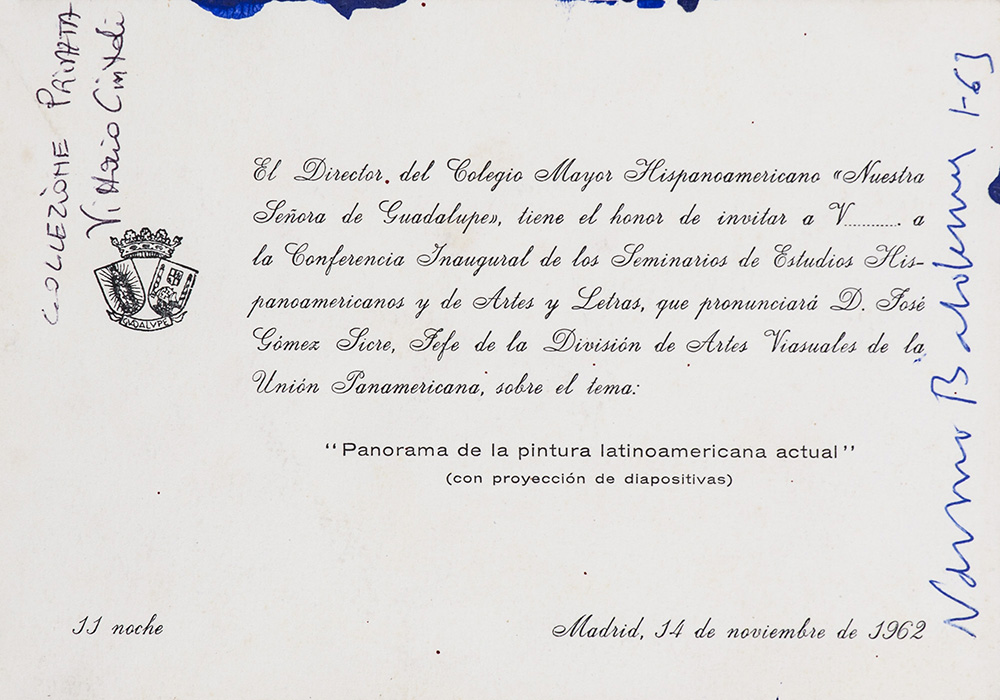 COLLEZIONE PRIVATA
Vittorio
GUADALVPE
El Director del Colegio Mayor Hispanoamericano «Nuestra
Señora de Guadalupe», tiene el honor de invitar a V......... a
la Conferencia Inaugural de los Seminarios de Estudios His-
panoamericanos y de Artes y Letras, que pronunciará D. José
Gómez Sicre, Jefe de la División de Artes Viasuales de la
Unión Panamericana, sobre el tema:
“Panorama de la pintura latinoamericana actual”
(con proyección de diapositivas)
11 noche
Madrid, 14 de noviembre de 1962
1-63